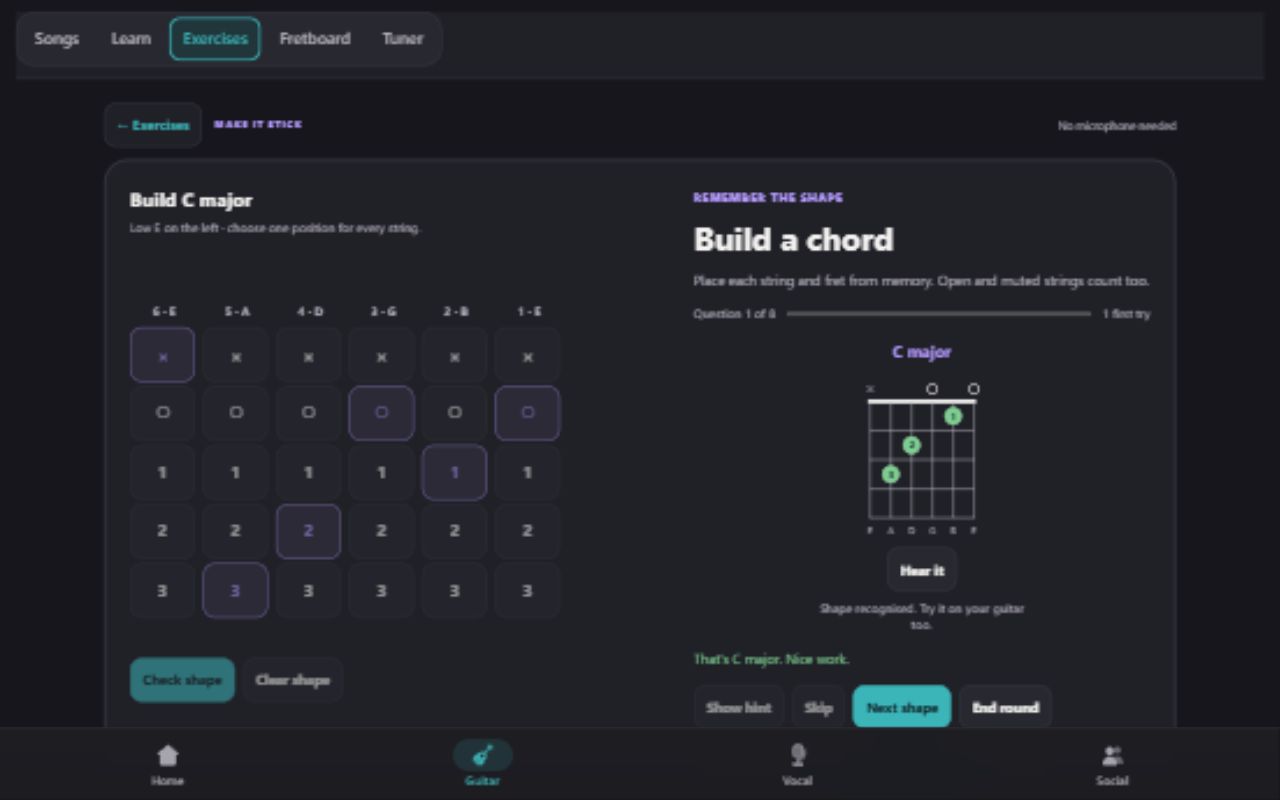 Songs Learn Exercises Fretboard Tuner
← Exercises MAKE IT STICK No microphone needed
Build C major
Low E on the left · choose one position for every string.
6 · E 5 · A 4 · D 3 · G 2 · B 1 · E
× × × × × ×
O O O O O O
1 1 1 1 1 1
2 2 2 2 2 2
3 3 3 3 3 3
Check shape Clear shape
REMEMBER THE SHAPE
Build a chord
Place each string and fret from memory. Open and muted strings count too.
Question 1 of 8 1 first try
C major
× O O
1
2
3
E A D G B E
Hear it
Shape recognised. Try it on your guitar
too.
That's C major. Nice work.
Show hint Skip Next shape End round
Home Guitar Vocal Social